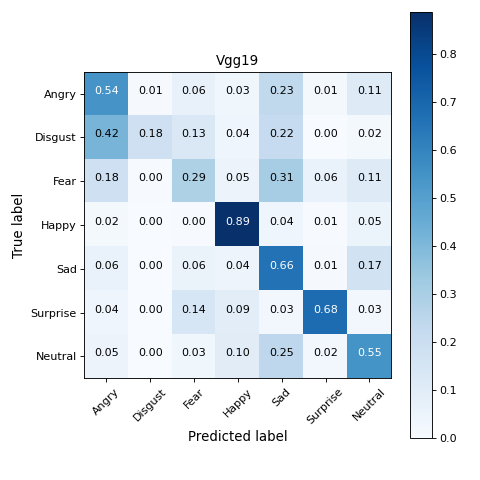 Vgg19
True label
Angry 0.54 0.01 0.06 0.03 0.23 0.01 0.11
Disgust 0.42 0.18 0.13 0.04 0.22 0.00 0.02
Fear 0.18 0.00 0.29 0.05 0.31 0.06 0.11
Happy 0.02 0.00 0.00 0.89 0.04 0.01 0.05
Sad 0.06 0.00 0.06 0.04 0.66 0.01 0.17
Surprise 0.04 0.00 0.14 0.09 0.03 0.68 0.03
Neutral 0.05 0.00 0.03 0.10 0.25 0.02 0.55
Angry Disgust Fear Happy Sad Surprise Neutral
Predicted label
0.8
0.7
0.6
0.5
0.4
0.3
0.2
0.1
0.0